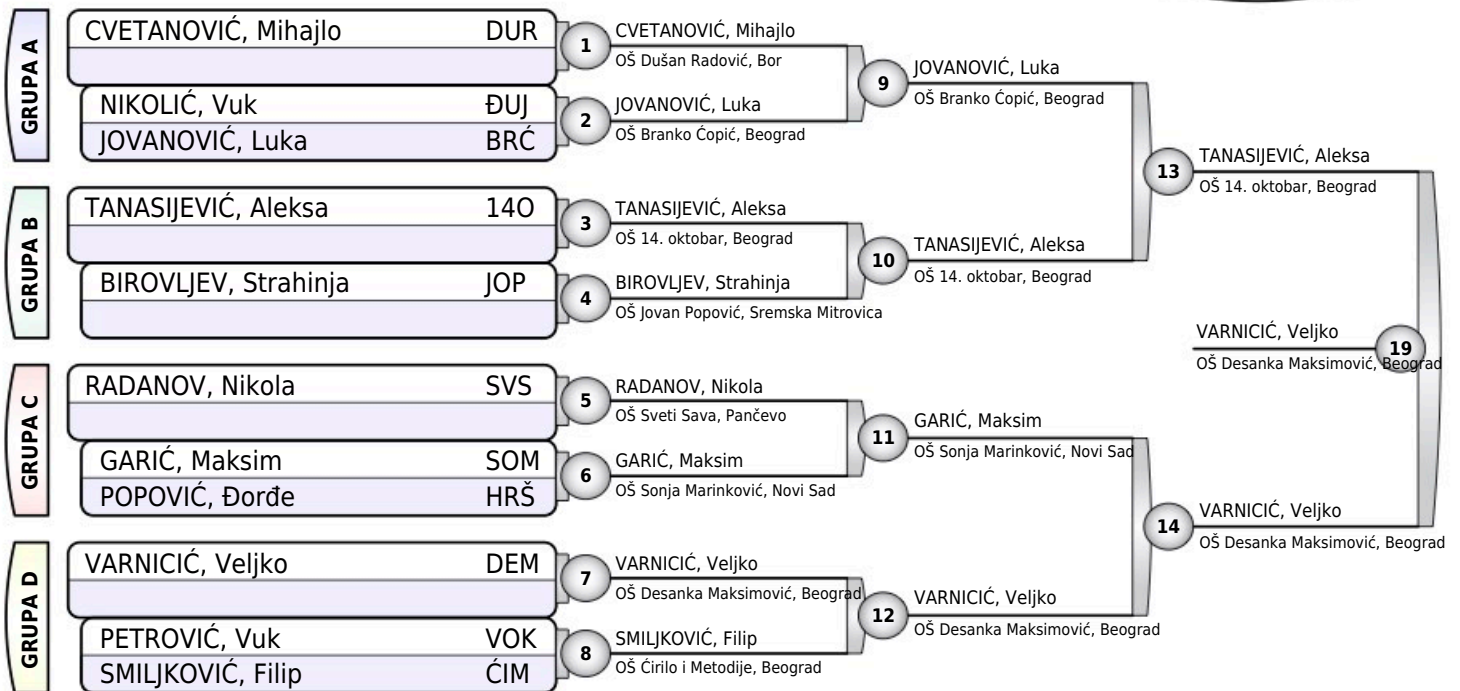 GRUPA A
CVETANOVIĆ, Mihajlo DUR
NIKOLIĆ, Vuk ĐUJ
JOVANOVIĆ, Luka BRĆ
GRUPA B
TANASIJEVIĆ, Aleksa 14O
BIROVLJEV, Strahinja JOP
GRUPA C
RADANOV, Nikola SVS
GARIĆ, Maksim SOM
POPOVIĆ, Đorđe HRŠ
GRUPA D
VARNICIĆ, Veljko DEM
PETROVIĆ, Vuk VOK
SMILJKOVIĆ, Filip ĆIM
1
CVETANOVIĆ, Mihajlo
OŠ Dušan Radović, Bor
2
JOVANOVIĆ, Luka
OŠ Branko Ćopić, Beograd
3
TANASIJEVIĆ, Aleksa
OŠ 14. oktobar, Beograd
4
BIROVLJEV, Strahinja
OŠ Jovan Popović, Sremska Mitrovica
5
RADANOV, Nikola
OŠ Sveti Sava, Pančevo
6
GARIĆ, Maksim
OŠ Sonja Marinković, Novi Sad
7
VARNICIĆ, Veljko
OŠ Desanka Maksimović, Beograd
8
SMILJKOVIĆ, Filip
OŠ Ćirilo i Metodije, Beograd
9
JOVANOVIĆ, Luka
OŠ Branko Ćopić, Beograd
10
TANASIJEVIĆ, Aleksa
OŠ 14. oktobar, Beograd
11
GARIĆ, Maksim
OŠ Sonja Marinković, Novi Sad
12
VARNICIĆ, Veljko
OŠ Desanka Maksimović, Beograd
13
TANASIJEVIĆ, Aleksa
OŠ 14. oktobar, Beograd
14
VARNICIĆ, Veljko
OŠ Desanka Maksimović, Beograd
VARNICIĆ, Veljko
19
OŠ Desanka Maksimović, Beograd